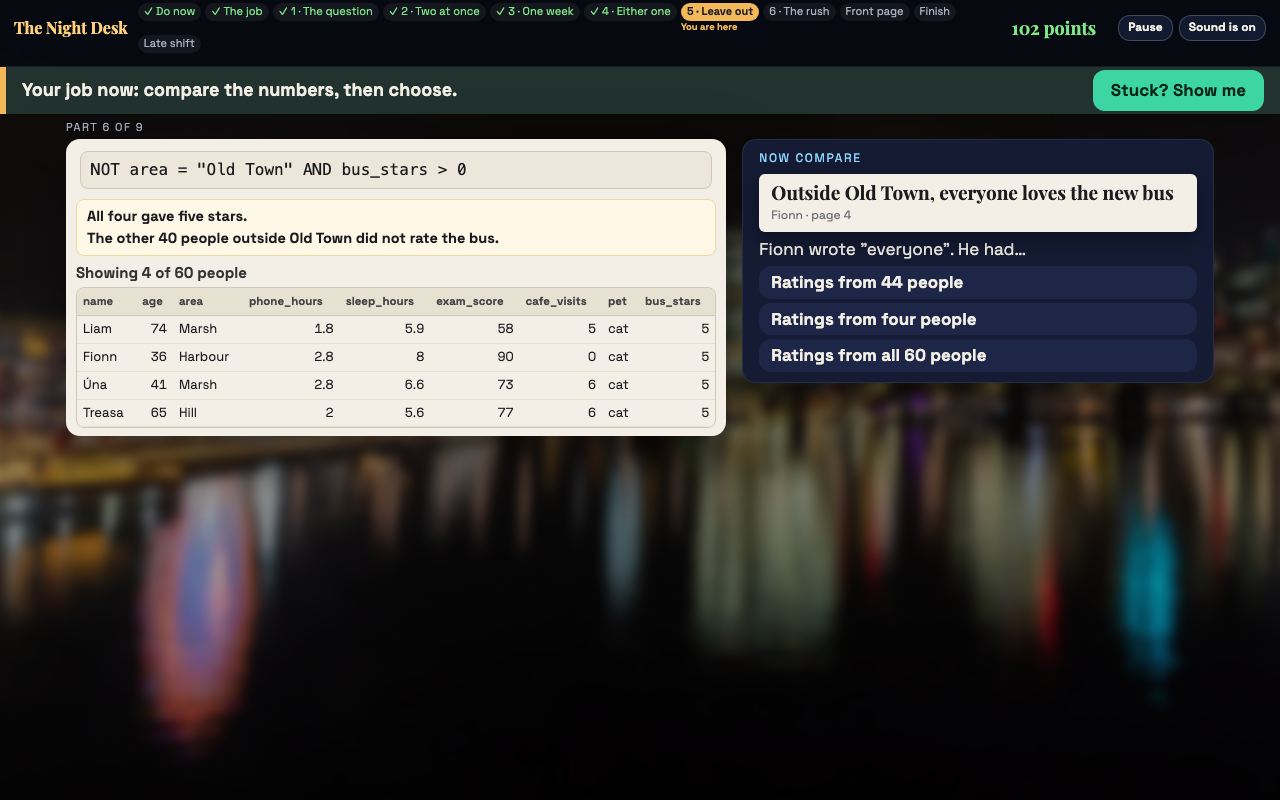 The Night Desk
✓ Do now
✓ The job
✓ 1 · The question
✓ 2 · Two at once
✓ 3 · One week
✓ 4 · Either one
5 · Leave out
You are here
6 · The rush
Front page
Finish
Late shift
102 points
Pause
Sound is on
Your job now: compare the numbers, then choose.
Stuck? Show me
PART 6 OF 9
NOT area = "Old Town" AND bus_stars > 0
All four gave five stars.
The other 40 people outside Old Town did not rate the bus.
Showing 4 of 60 people
name age area phone_hours sleep_hours exam_score cafe_visits pet bus_stars
Liam 74 Marsh 1.8 5.9 58 5 cat 5
Fionn 36 Harbour 2.8 8 90 0 cat 5
Úna 41 Marsh 2.8 6.6 73 6 cat 5
Treasa 65 Hill 2 5.6 77 6 cat 5
NOW COMPARE
Outside Old Town, everyone loves the new bus
Fionn · page 4
Fionn wrote "everyone". He had…
Ratings from 44 people
Ratings from four people
Ratings from all 60 people